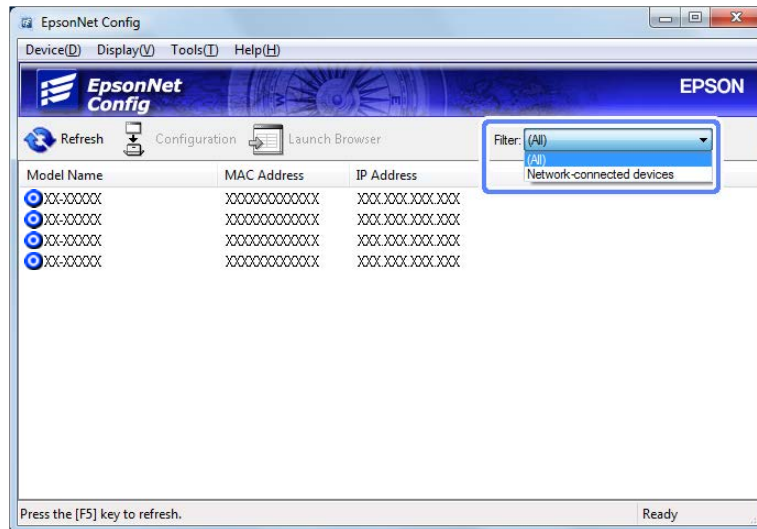 EpsonNet Config
Device(D) Display(V) Tools(T) Help(H)
EpsonNet
Config
EPSON
Refresh Configuration Launch Browser Filter: (All)
(All)
Network-connected devices
Model Name MAC Address IP Address
XX-XXXXX XXXXXXXXXXXX XXX.XXX.XXX.XXX
XX-XXXXX XXXXXXXXXXXX XXX.XXX.XXX.XXX
XX-XXXXX XXXXXXXXXXXX XXX.XXX.XXX.XXX
XX-XXXXX XXXXXXXXXXXX XXX.XXX.XXX.XXX
Press the [F5] key to refresh. Ready